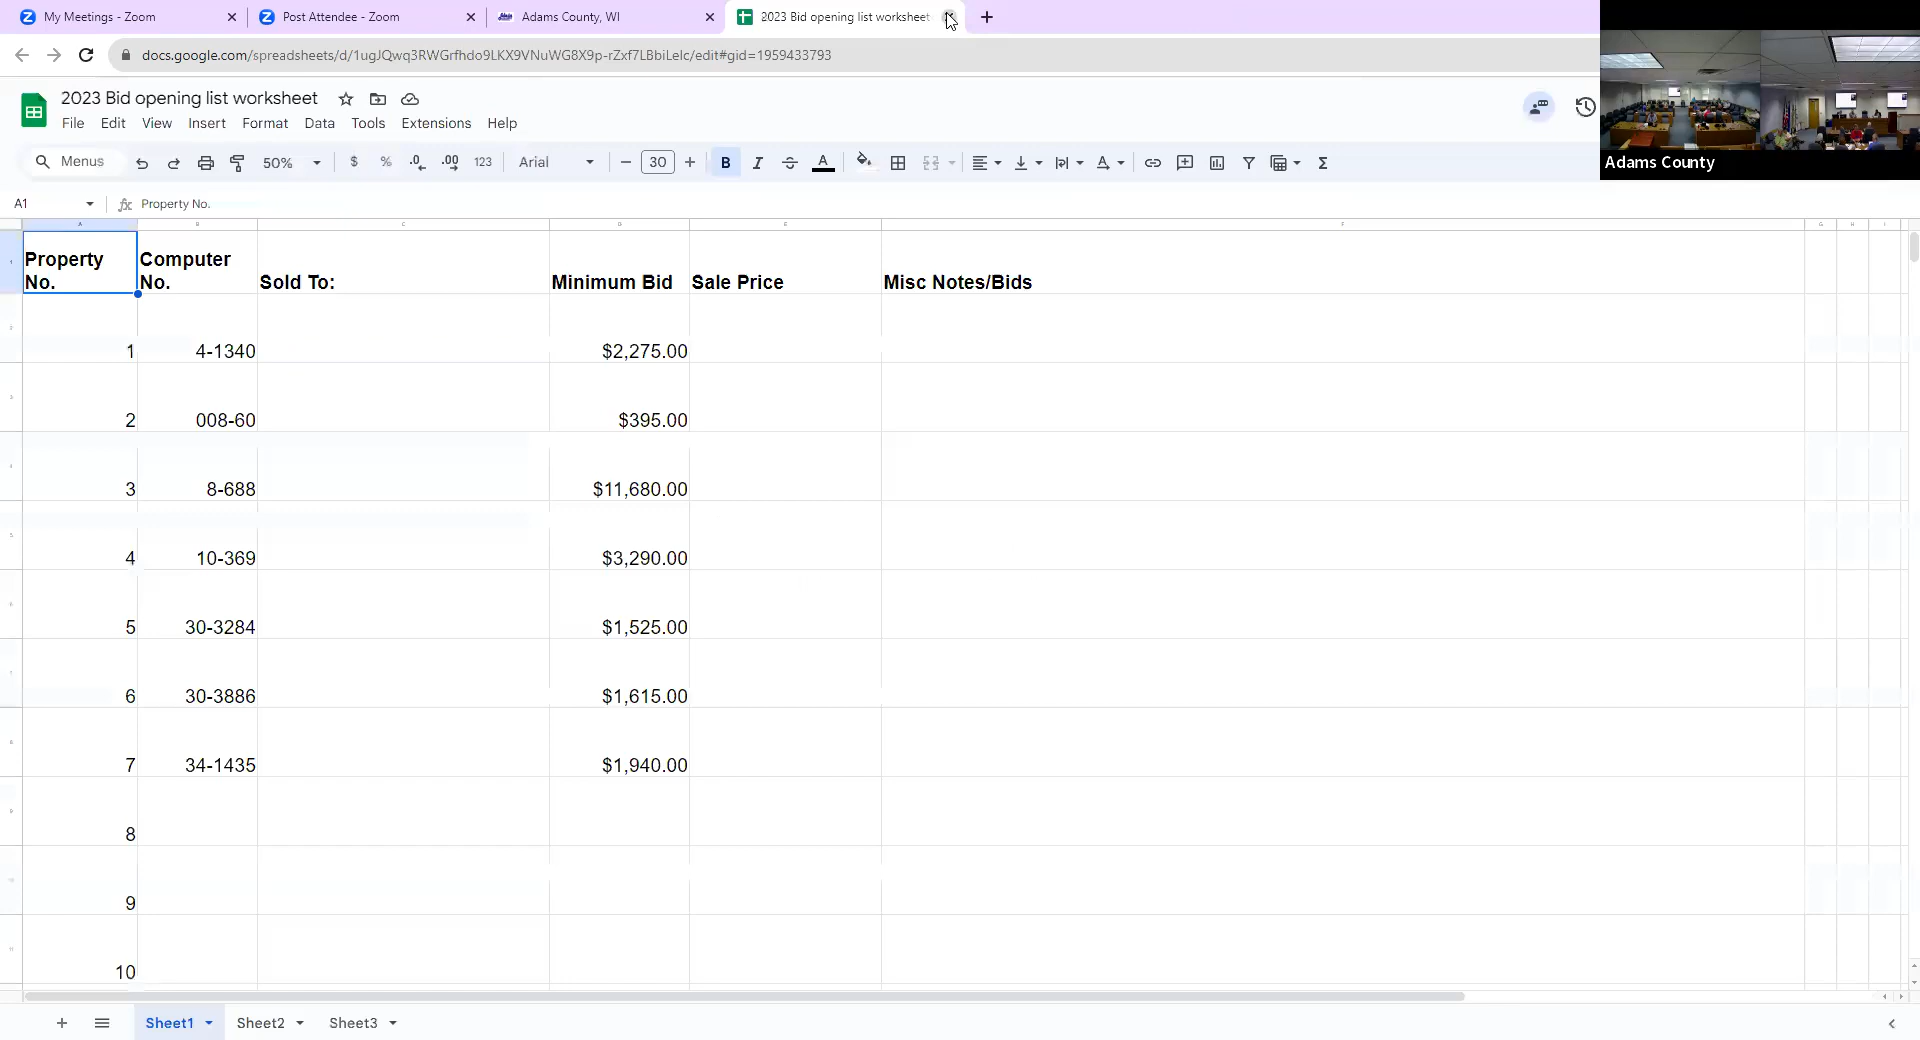 My Meetings - Zoom
Post Attendee - Zoom
Adams County, WI
2023 Bid opening list worksheet
docs.google.com/spreadsheets/d/1ugJQwq3RWGrfhdo9LKX9VNuWG8X9p-rZxf7LBbiLelc/edit#gid=1959433793
2023 Bid opening list worksheet
File Edit View Insert Format Data Tools Extensions Help
Menus 50% $ % .0 .00 123 Arial 30 B I A A Σ
Adams County
A1 fx Property No.
Property No. Computer No. Sold To: Minimum Bid Sale Price Misc Notes/Bids
1 4-1340 $2,275.00
2 008-60 $395.00
3 8-688 $11,680.00
4 10-369 $3,290.00
5 30-3284 $1,525.00
6 30-3886 $1,615.00
7 34-1435 $1,940.00
8
9
10
Sheet1 Sheet2 Sheet3